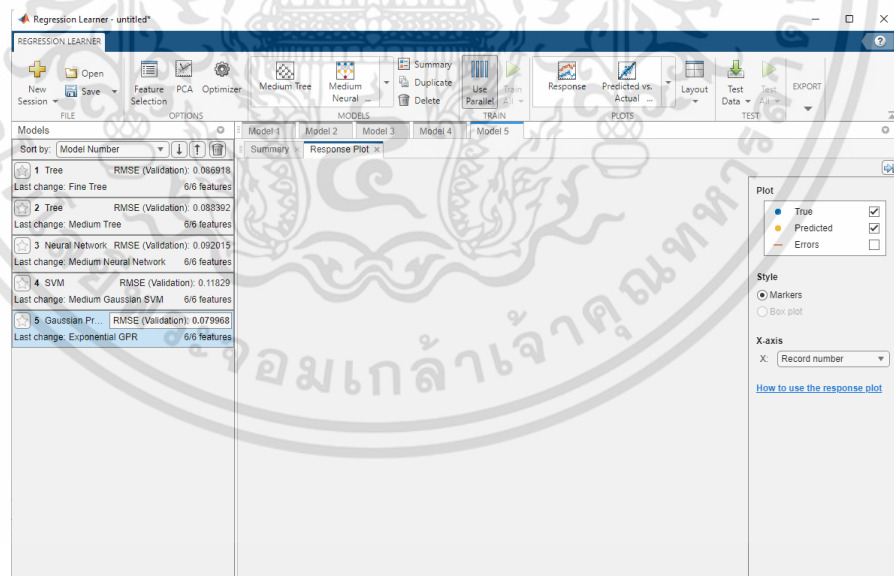 Regression Learner - untitled*
REGRESSION LEARNER
New Session
Open
Save
FILE
Feature Selection
PCA
Optimizer
OPTIONS
Medium Tree
Medium Neural ...
Summary
Duplicate
Delete
MODELS
Use Parallel
Train All
TRAIN
Response
Predicted vs. Actual ...
Layout
PLOTS
Test Data
Test All
TEST
EXPORT
Models
Sort by: Model Number
1 Tree RMSE (Validation): 0.086918
Last change: Fine Tree 6/6 features
2 Tree RMSE (Validation): 0.088392
Last change: Medium Tree 6/6 features
3 Neural Network RMSE (Validation): 0.092015
Last change: Medium Neural Network 6/6 features
4 SVM RMSE (Validation): 0.11829
Last change: Medium Gaussian SVM 6/6 features
5 Gaussian Pr... RMSE (Validation): 0.079968
Last change: Exponential GPR 6/6 features
Model 1 Model 2 Model 3 Model 4 Model 5
Summary × Response Plot ×
Plot
True
Predicted
Errors
Style
Markers
Box plot
X-axis
X: Record number
How to use the response plot